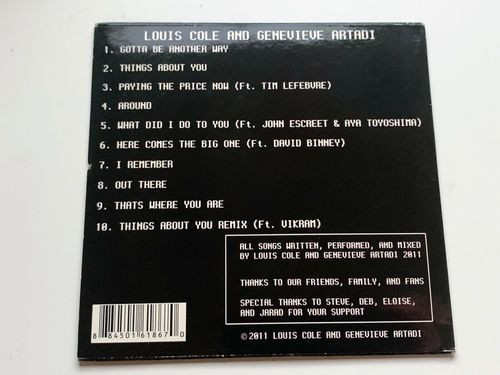 LOUIS COLE AND GENEVIEVE ARTADI
1. GOTTA BE ANOTHER WAY
2. THINGS ABOUT YOU
3. PAYING THE PRICE NOW (Ft. TIM LEFEBVRE)
4. AROUND
5. WHAT DID I DO TO YOU (Ft. JOHN ESCREET & AYA TOYOSHIMA)
6. HERE COMES THE BIG ONE (Ft. DAVID BINNEY)
7. I REMEMBER
8. OUT THERE
9. THATS WHERE YOU ARE
10. THINGS ABOUT YOU REMIX (Ft. VIKRAM)
ALL SONGS WRITTEN, PERFORMED, AND MIXED
BY LOUIS COLE AND GENEVIEVE ARTADI 2011
THANKS TO OUR FRIENDS, FAMILY, AND FANS
SPECIAL THANKS TO STEVE, DEB, ELOISE,
AND JARAD FOR YOUR SUPPORT
©2011 LOUIS COLE AND GENEVIEVE ARTADI
8 84501 61867 0